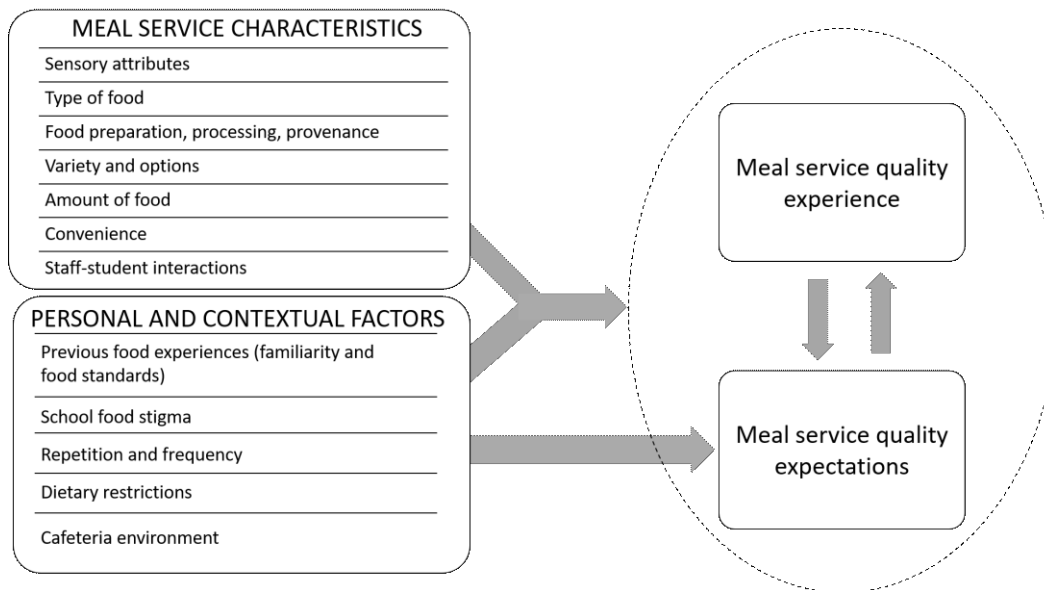 MEAL SERVICE CHARACTERISTICS
Sensory attributes
Type of food
Food preparation, processing, provenance
Variety and options
Amount of food
Convenience
Staff-student interactions
PERSONAL AND CONTEXTUAL FACTORS
Previous food experiences (familiarity and
food standards)
School food stigma
Repetition and frequency
Dietary restrictions
Cafeteria environment
Meal service quality
experience
Meal service quality
expectations